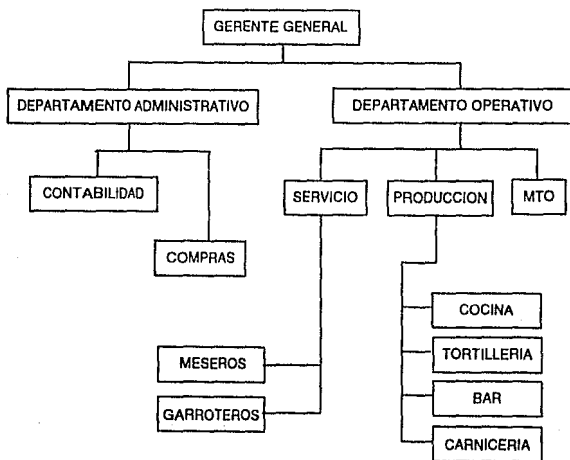 GERENTE GENERAL
DEPARTAMENTO ADMINISTRATIVO
DEPARTAMENTO OPERATIVO
CONTABILIDAD
SERVICIO
PRODUCCION
MTO
COMPRAS
COCINA
MESEROS
TORTILLERIA
GARROTEROS
BAR
CARNICERIA